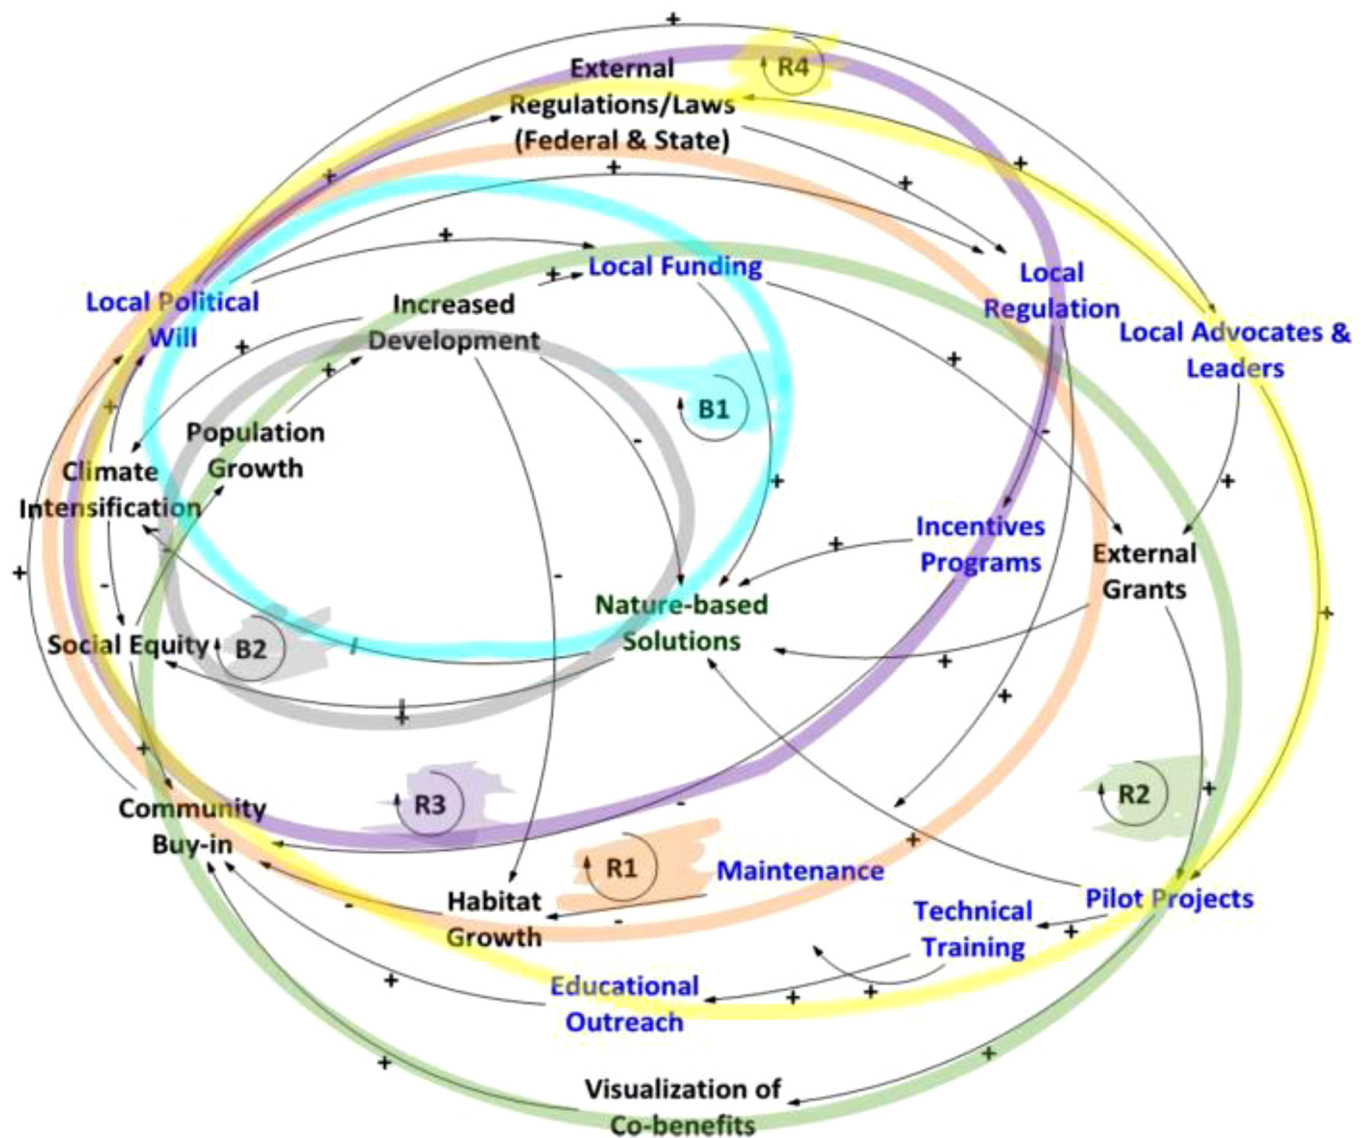 External
Regulations/Laws
(Federal & State)
R4
Local Funding
Local
Regulation
Local Political
Will
Increased
Development
Local Advocates &
Leaders
B1
Population
Growth
Climate
Intensification
Incentives
Programs
External
Grants
Nature-based
Solutions
Social Equity
B2
Community
Buy-in
R3
R2
R1
Maintenance
Habitat
Growth
Pilot Projects
Technical
Training
Educational
Outreach
Visualization of
Co-benefits